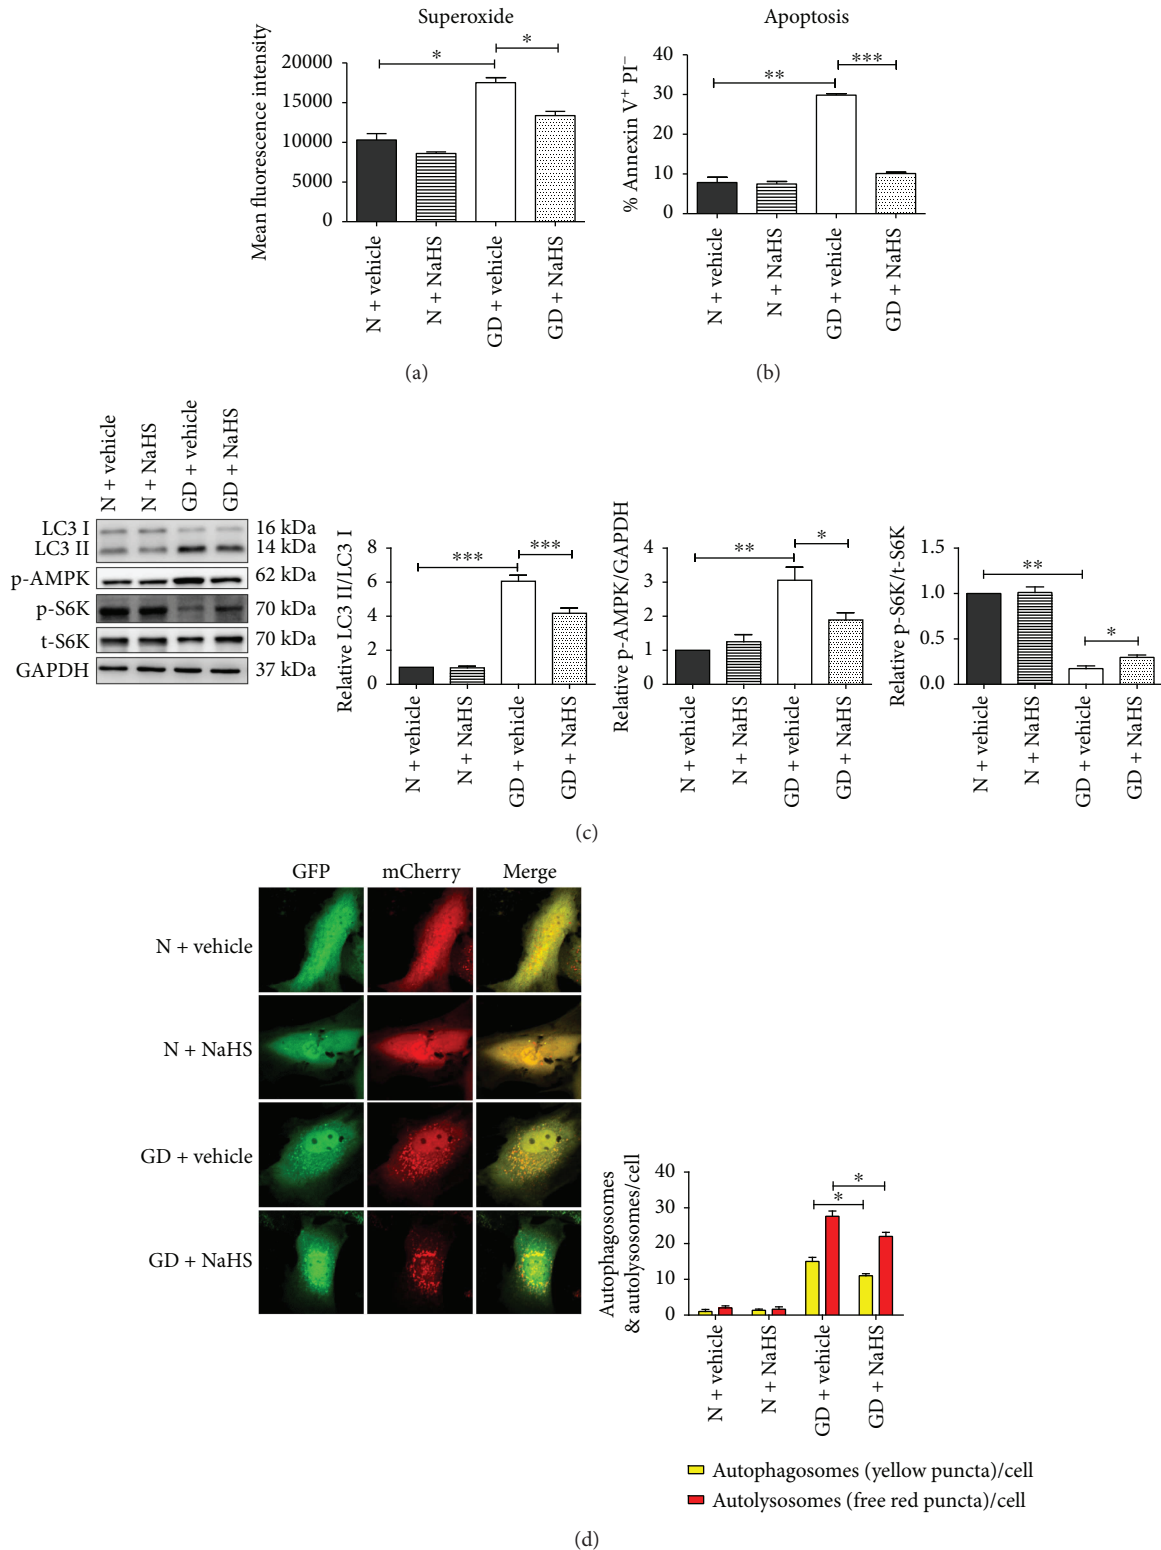 Superoxide
Mean fluorescence intensity
20000
15000
10000
5000
0
*
*
N + vehicle
N + NaHS
GD + vehicle
GD + NaHS
(a)
Apoptosis
% Annexin V⁺ PI⁻
40
30
20
10
0
**
***
N + vehicle
N + NaHS
GD + vehicle
GD + NaHS
(b)
N + vehicle
N + NaHS
GD + vehicle
GD + NaHS
LC3 I 16 kDa
LC3 II 14 kDa
p-AMPK 62 kDa
p-S6K 70 kDa
t-S6K 70 kDa
GAPDH 37 kDa
Relative LC3 II/LC3 I
8
6
4
2
0
***
***
N + vehicle
N + NaHS
GD + vehicle
GD + NaHS
Relative p-AMPK/GAPDH
4
3
2
1
0
**
*
N + vehicle
N + NaHS
GD + vehicle
GD + NaHS
Relative p-S6K/t-S6K
1.5
1.0
0.5
0.0
**
*
N + vehicle
N + NaHS
GD + vehicle
GD + NaHS
(c)
GFP mCherry Merge
N + vehicle
N + NaHS
GD + vehicle
GD + NaHS
Autophagosomes
& autolysosomes/cell
40
30
20
10
0
*
*
N + vehicle
N + NaHS
GD + vehicle
GD + NaHS
Autophagosomes (yellow puncta)/cell
Autolysosomes (free red puncta)/cell
(d)